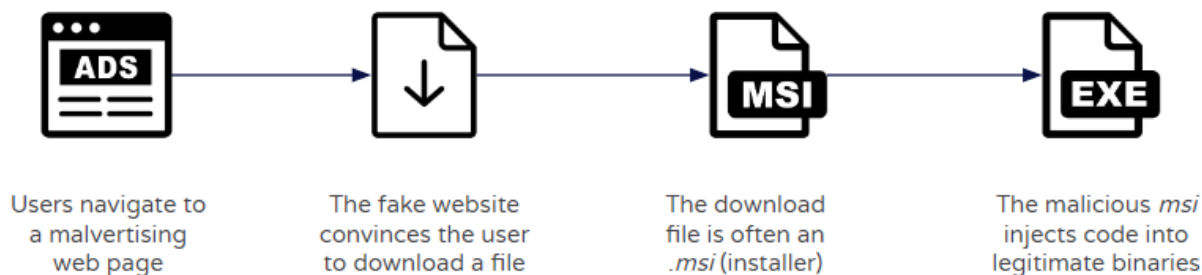 ADS
MSI
EXE
Users navigate to
a malvertising
web page
The fake website
convinces the user
to download a file
The download
file is often an
.msi (installer)
The malicious msi
injects code into
legitimate binaries